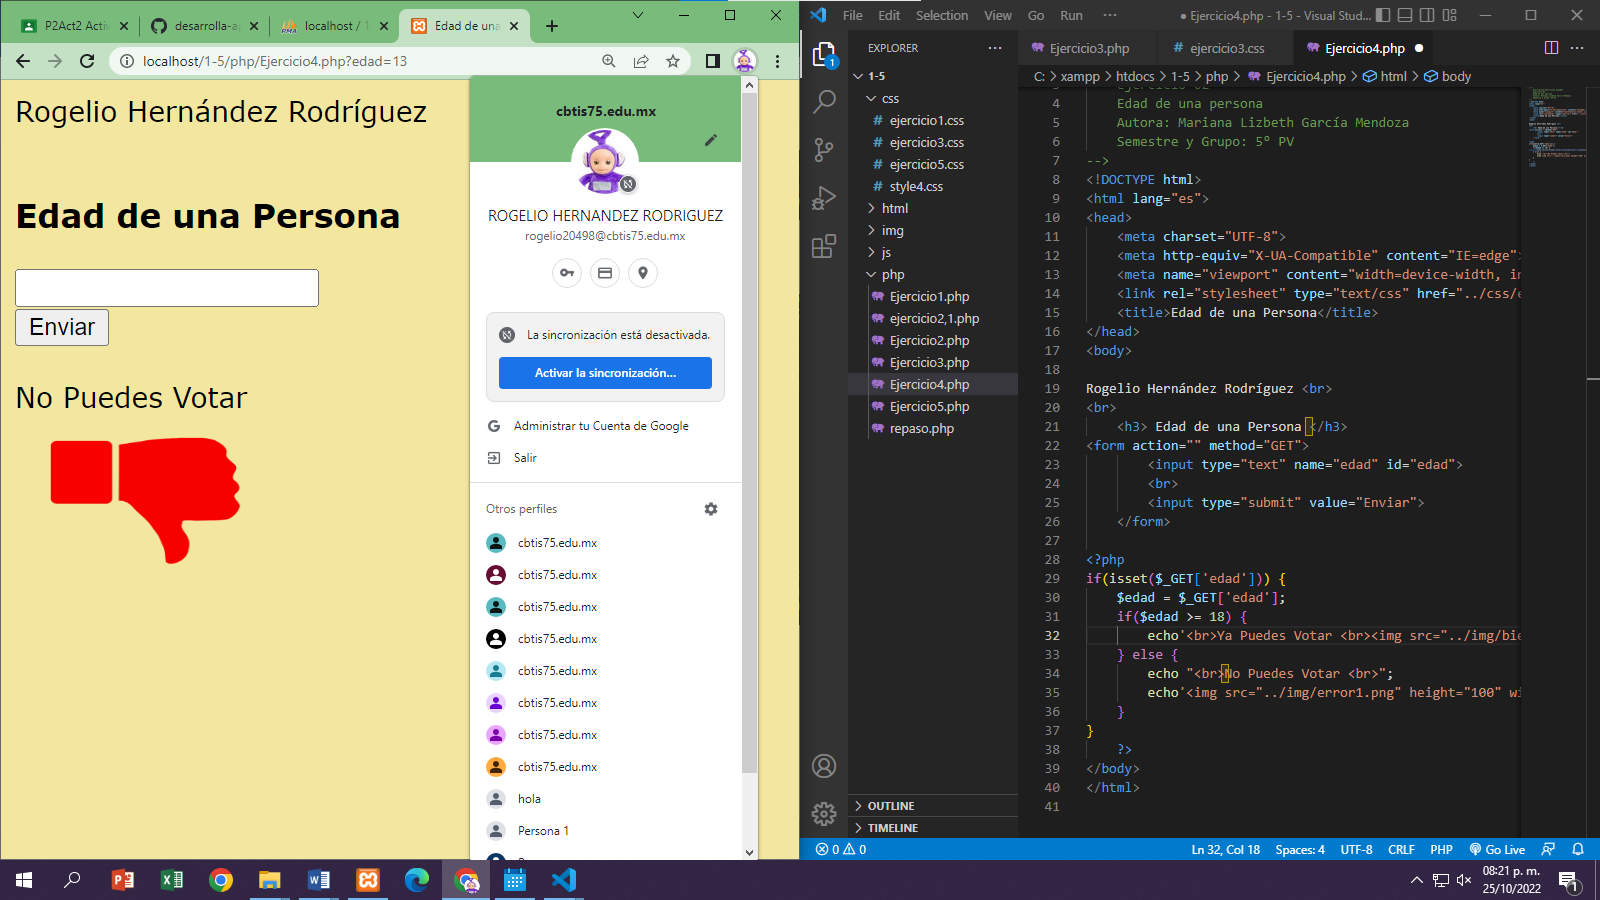 P2Act2 Activ
desarrolla-ap
localhost / 1
Edad de una
localhost/1-5/php/Ejercicio4.php?edad=13
Rogelio Hernández Rodríguez
Edad de una Persona
Enviar
No Puedes Votar
cbtis75.edu.mx
ROGELIO HERNANDEZ RODRIGUEZ
rogelio20498@cbtis75.edu.mx
La sincronización está desactivada.
Activar la sincronización...
Administrar tu Cuenta de Google
Salir
Otros perfiles
cbtis75.edu.mx
cbtis75.edu.mx
cbtis75.edu.mx
cbtis75.edu.mx
cbtis75.edu.mx
cbtis75.edu.mx
cbtis75.edu.mx
cbtis75.edu.mx
hola
Persona 1
File Edit Selection View Go Run ··· ● Ejercicio4.php - 1-5 - Visual Stud...
EXPLORER
1-5
css
# ejercicio1.css
# ejercicio3.css
# ejercicio5.css
# style4.css
html
img
js
php
Ejercicio1.php
ejercicio2,1.php
Ejercicio2.php
Ejercicio3.php
Ejercicio4.php
Ejercicio5.php
repaso.php
OUTLINE
TIMELINE
Ejercicio3.php # ejercicio3.css Ejercicio4.php
C: > xampp > htdocs > 1-5 > php > Ejercicio4.php > html > body
3 Ejercicio 02
4 Edad de una persona
5 Autora: Mariana Lizbeth García Mendoza
6 Semestre y Grupo: 5° PV
7 -->
8 <!DOCTYPE html>
9 <html lang="es">
10 <head>
11 <meta charset="UTF-8">
12 <meta http-equiv="X-UA-Compatible" content="IE=edge">
13 <meta name="viewport" content="width=device-width, in
14 <link rel="stylesheet" type="text/css" href="../css/e
15 <title>Edad de una Persona</title>
16 </head>
17 <body>
18
19 Rogelio Hernández Rodríguez <br>
20 <br>
21 <h3> Edad de una Persona </h3>
22 <form action="" method="GET">
23 <input type="text" name="edad" id="edad">
24 <br>
25 <input type="submit" value="Enviar">
26 </form>
27
28 <?php
29 if(isset($_GET['edad'])) {
30 $edad = $_GET['edad'];
31 if($edad >= 18) {
32 echo'<br>Ya Puedes Votar <br><img src="../img/bie
33 } else {
34 echo "<br>No Puedes Votar <br>";
35 echo'<img src="../img/error1.png" height="100" wi
36 }
37 }
38 ?>
39 </body>
40 </html>
41
0 0 Ln 32, Col 18 Spaces: 4 UTF-8 CRLF PHP Go Live
08:21 p. m.
25/10/2022
1